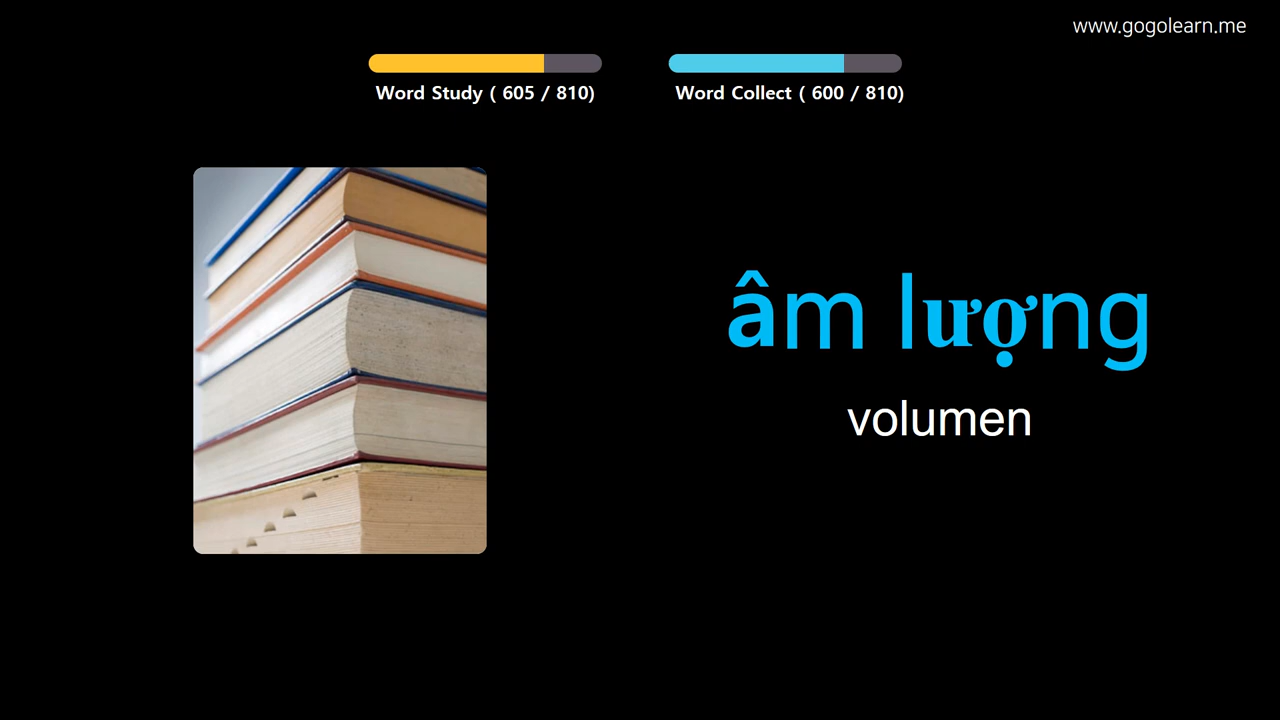 www.gogolearn.me
Word Study ( 605 / 810)
Word Collect ( 600 / 810)
âm lượng
volumen